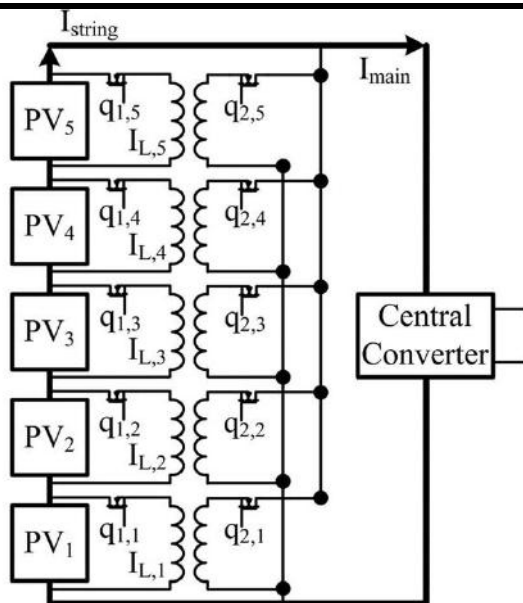 I_string
I_main
PV_5
q_1,5
I_L,5
q_2,5
PV_4
q_1,4
I_L,4
q_2,4
PV_3
q_1,3
I_L,3
q_2,3
Central
Converter
PV_2
q_1,2
I_L,2
q_2,2
PV_1
q_1,1
I_L,1
q_2,1